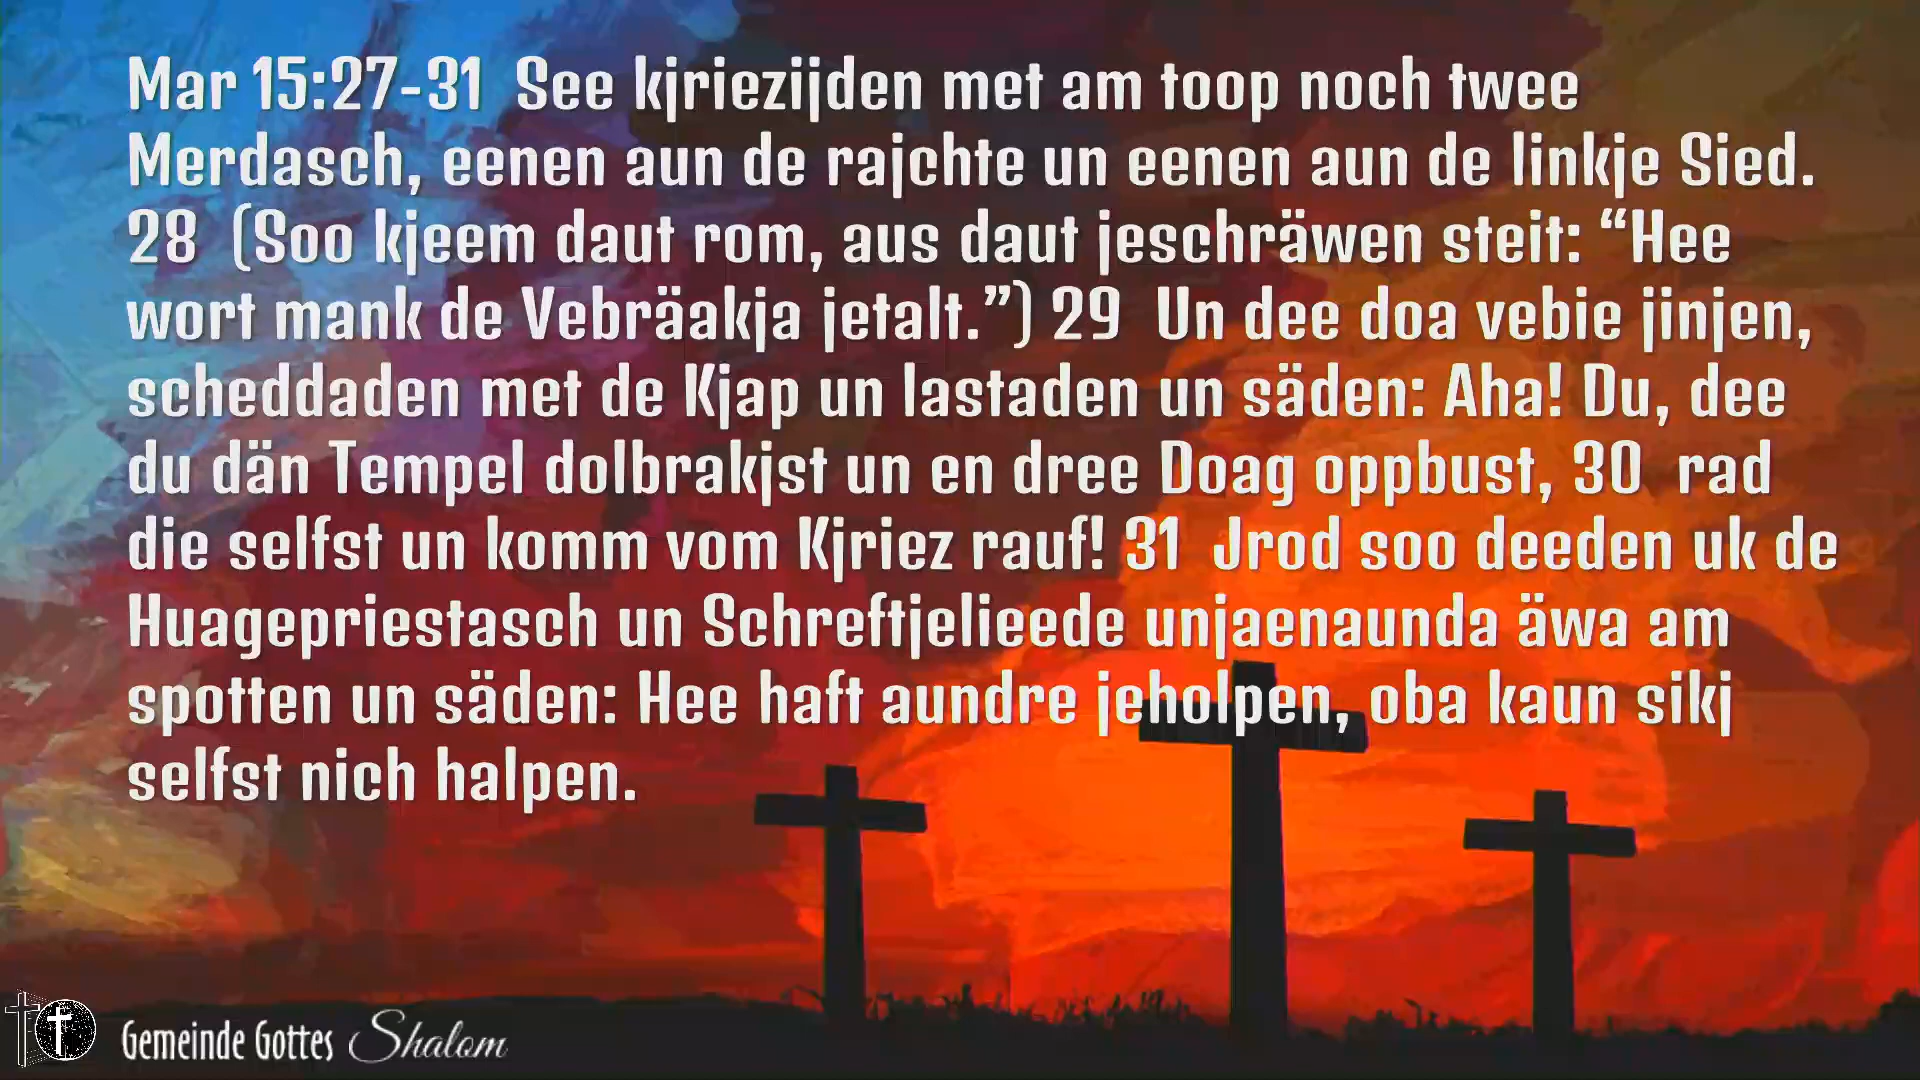 Mar 15:27-31  See kjriezijden met am toop noch twee
Merdasch, eenen aun de rajchte un eenen aun de linkje Sied.
28  (Soo kjeem daut rom, aus daut jeschräwen steit: “Hee
wort mank de Vebräakja jetalt.”) 29  Un dee doa vebie jinjen,
scheddaden met de Kjap un lastaden un säden: Aha! Du, dee
du dän Tempel dolbrakjst un en dree Doag oppbust, 30  rad
die selfst un komm vom Kjriez rauf! 31  Jrod soo deeden uk de
Huagepriestasch un Schreftjelieede unjaenaunda äwa am
spotten un säden: Hee haft aundre jeholpen, oba kaun sikj
selfst nich halpen.
Gemeinde Gottes Shalom